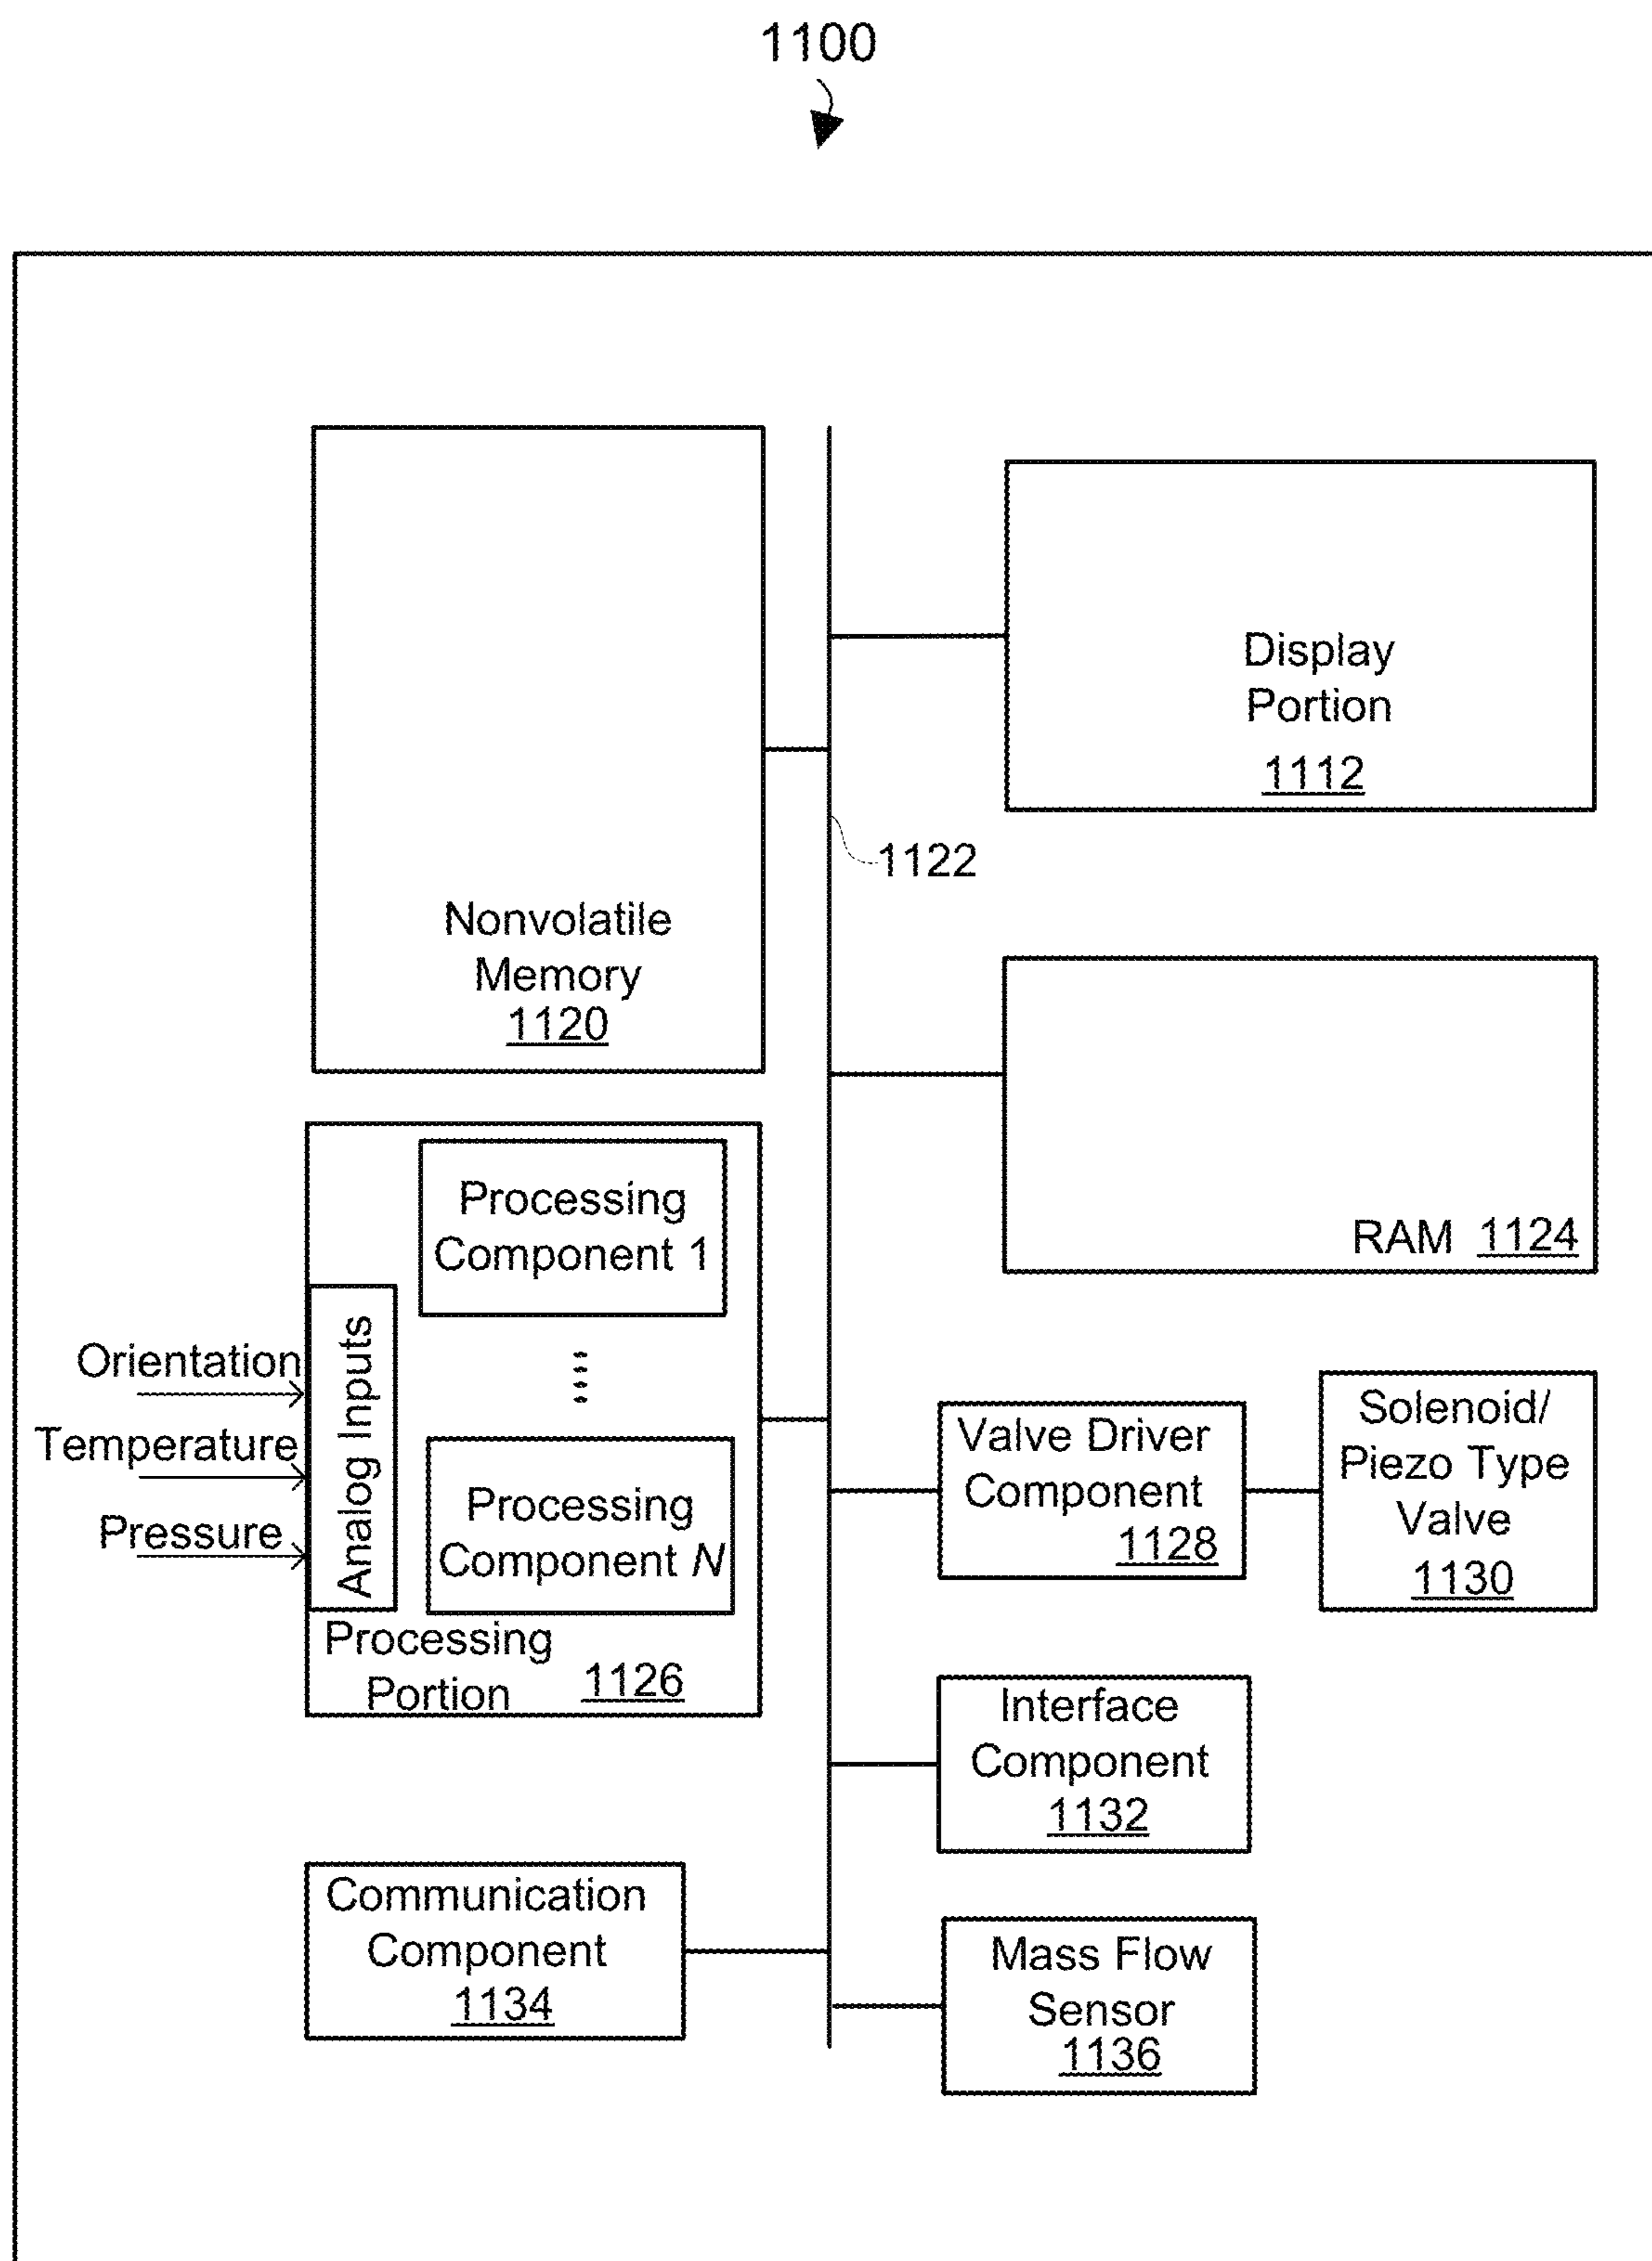 1100
Display
Portion
1112
1122
Nonvolatile
Memory
1120
RAM 1124
Processing
Component 1
Orientation
Temperature
Pressure
Analog Inputs
Processing
Component N
Processing
Portion
1126
Valve Driver
Component
1128
Solenoid/
Piezo Type
Valve
1130
Interface
Component
1132
Communication
Component
1134
Mass Flow
Sensor
1136